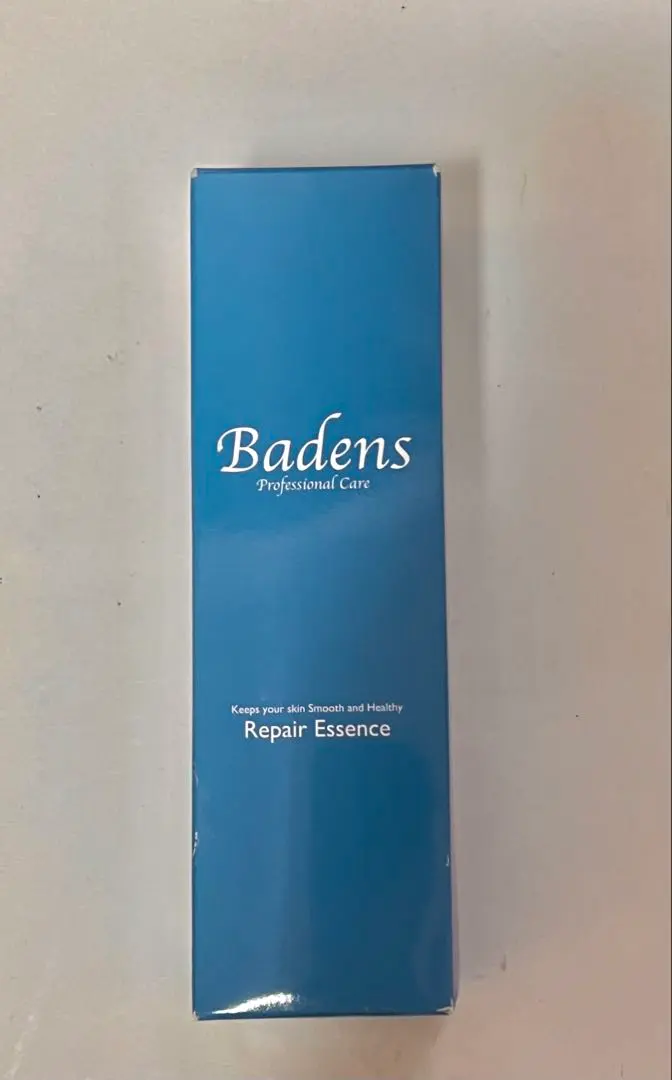 Badens
Professional Care
Keeps your skin Smooth and Healthy
Repair Essence